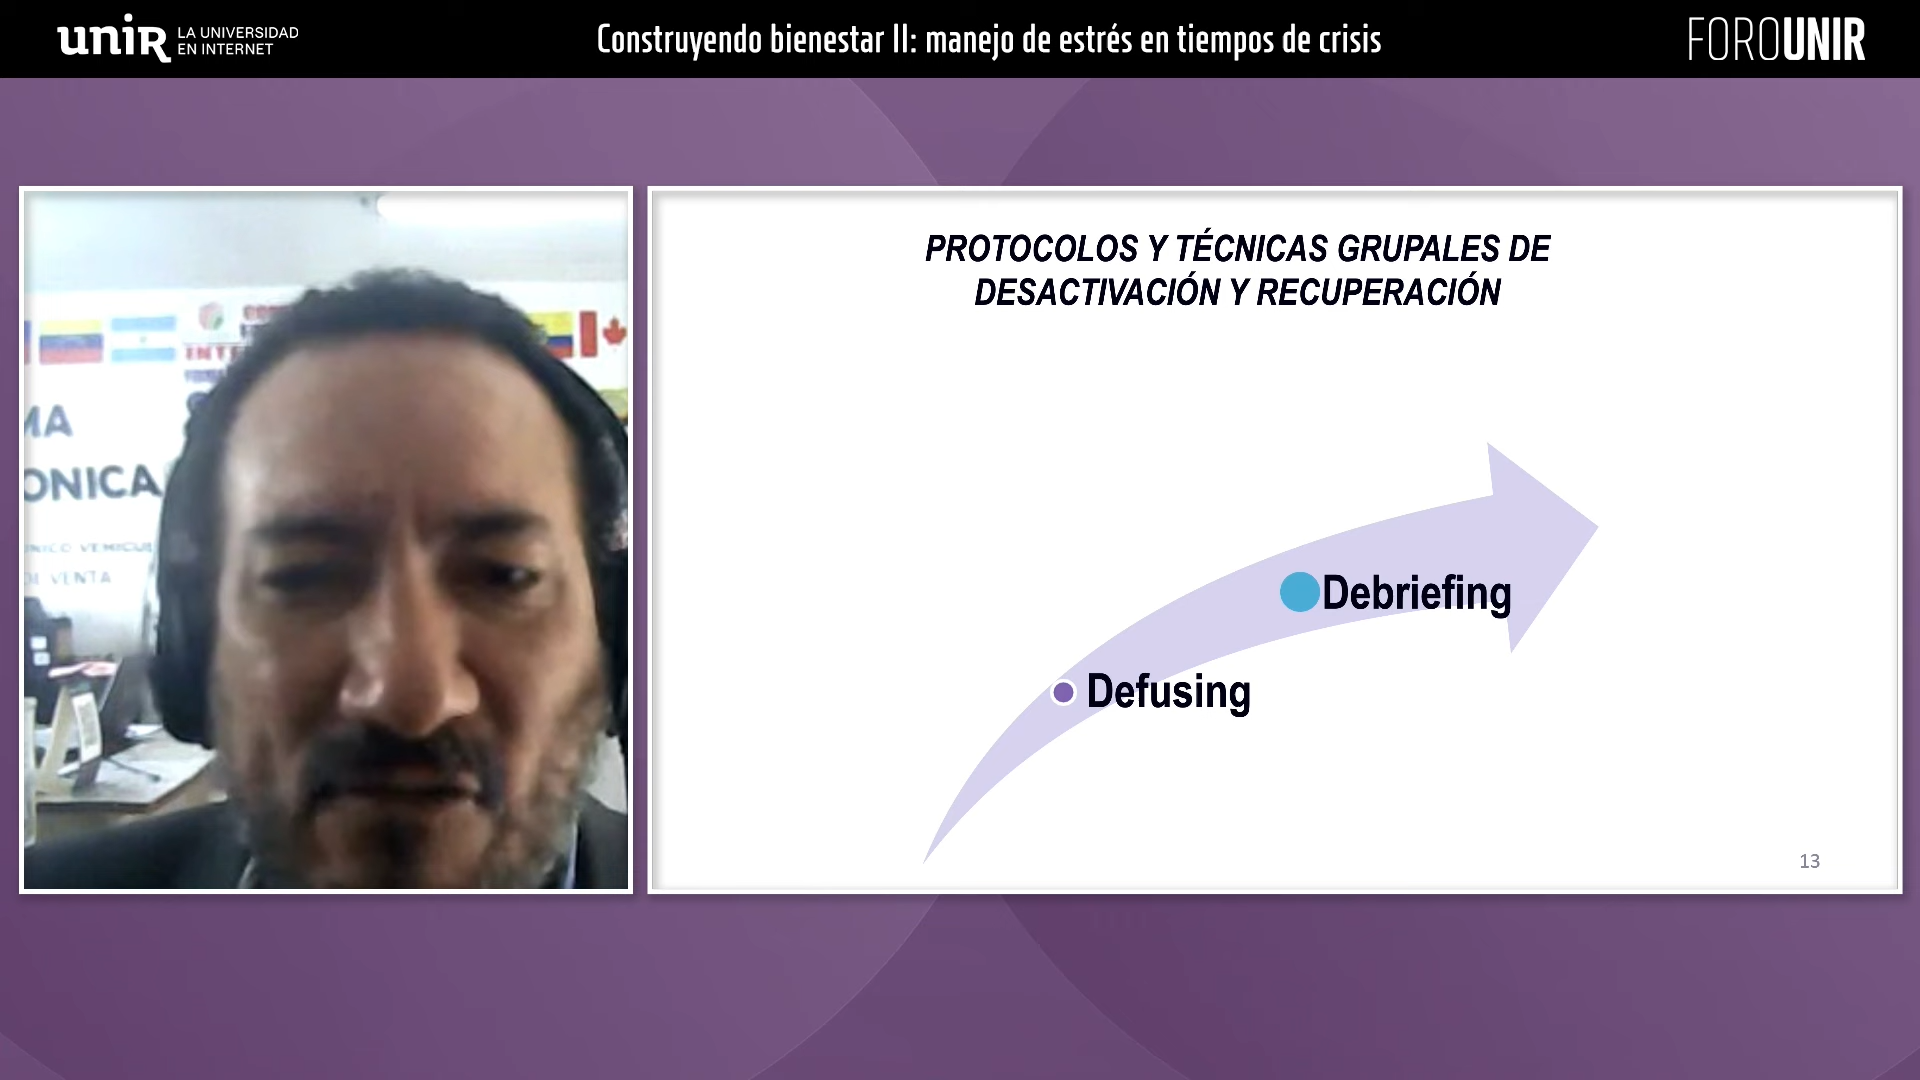 unir LA UNIVERSIDAD
EN INTERNET
Construyendo bienestar II: manejo de estrés en tiempos de crisis
FOROUNIR
MA
ONICA
DE VENTA
PROTOCOLOS Y TÉCNICAS GRUPALES DE
DESACTIVACIÓN Y RECUPERACIÓN
Debriefing
Defusing
13